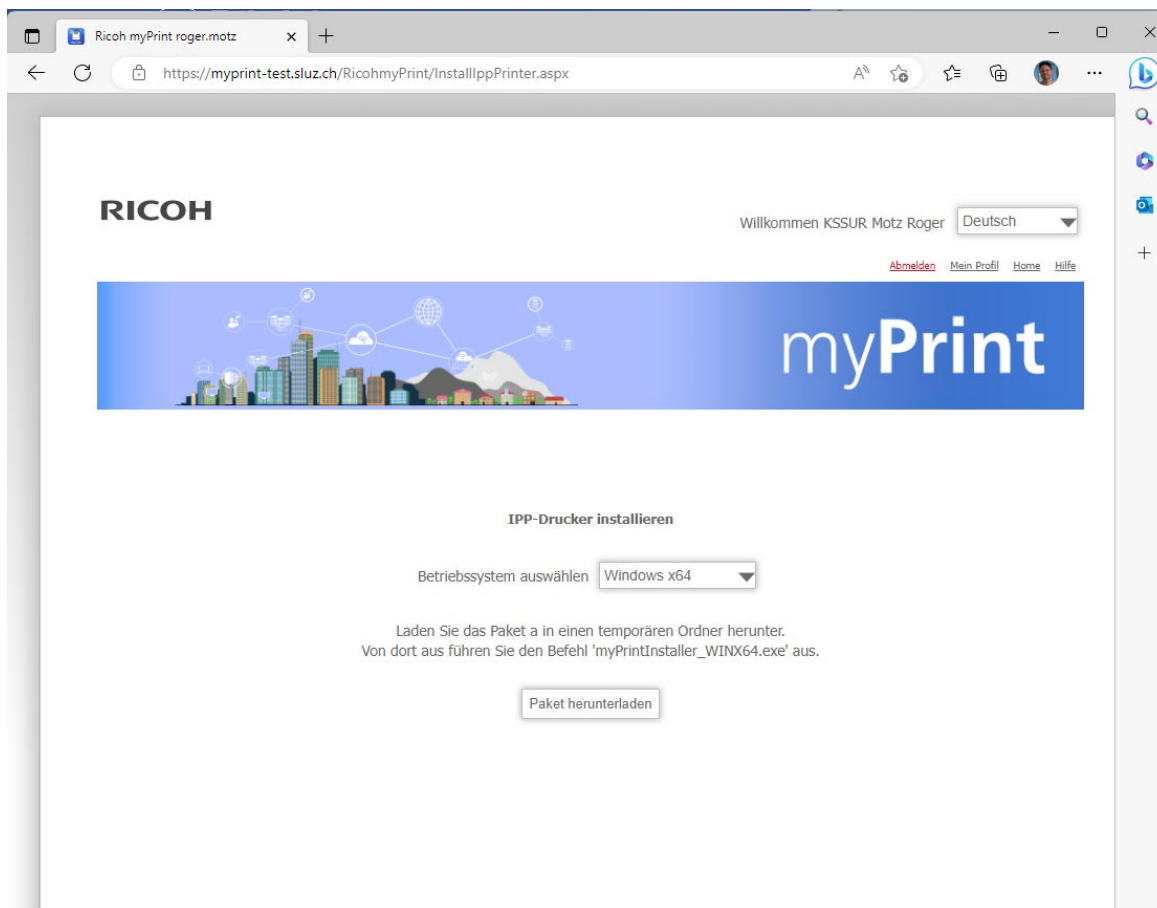 Ricoh myPrint roger.motz
https://myprint-test.sluz.ch/RicohmyPrint/InstallIppPrinter.aspx
RICOH
Willkommen KSSUR Motz Roger Deutsch
Abmelden Mein Profil Home Hilfe
myPrint
IPP-Drucker installieren
Betriebssystem auswählen Windows x64
Laden Sie das Paket a in einen temporären Ordner herunter.
Von dort aus führen Sie den Befehl 'myPrintInstaller_WINX64.exe' aus.
Paket herunterladen